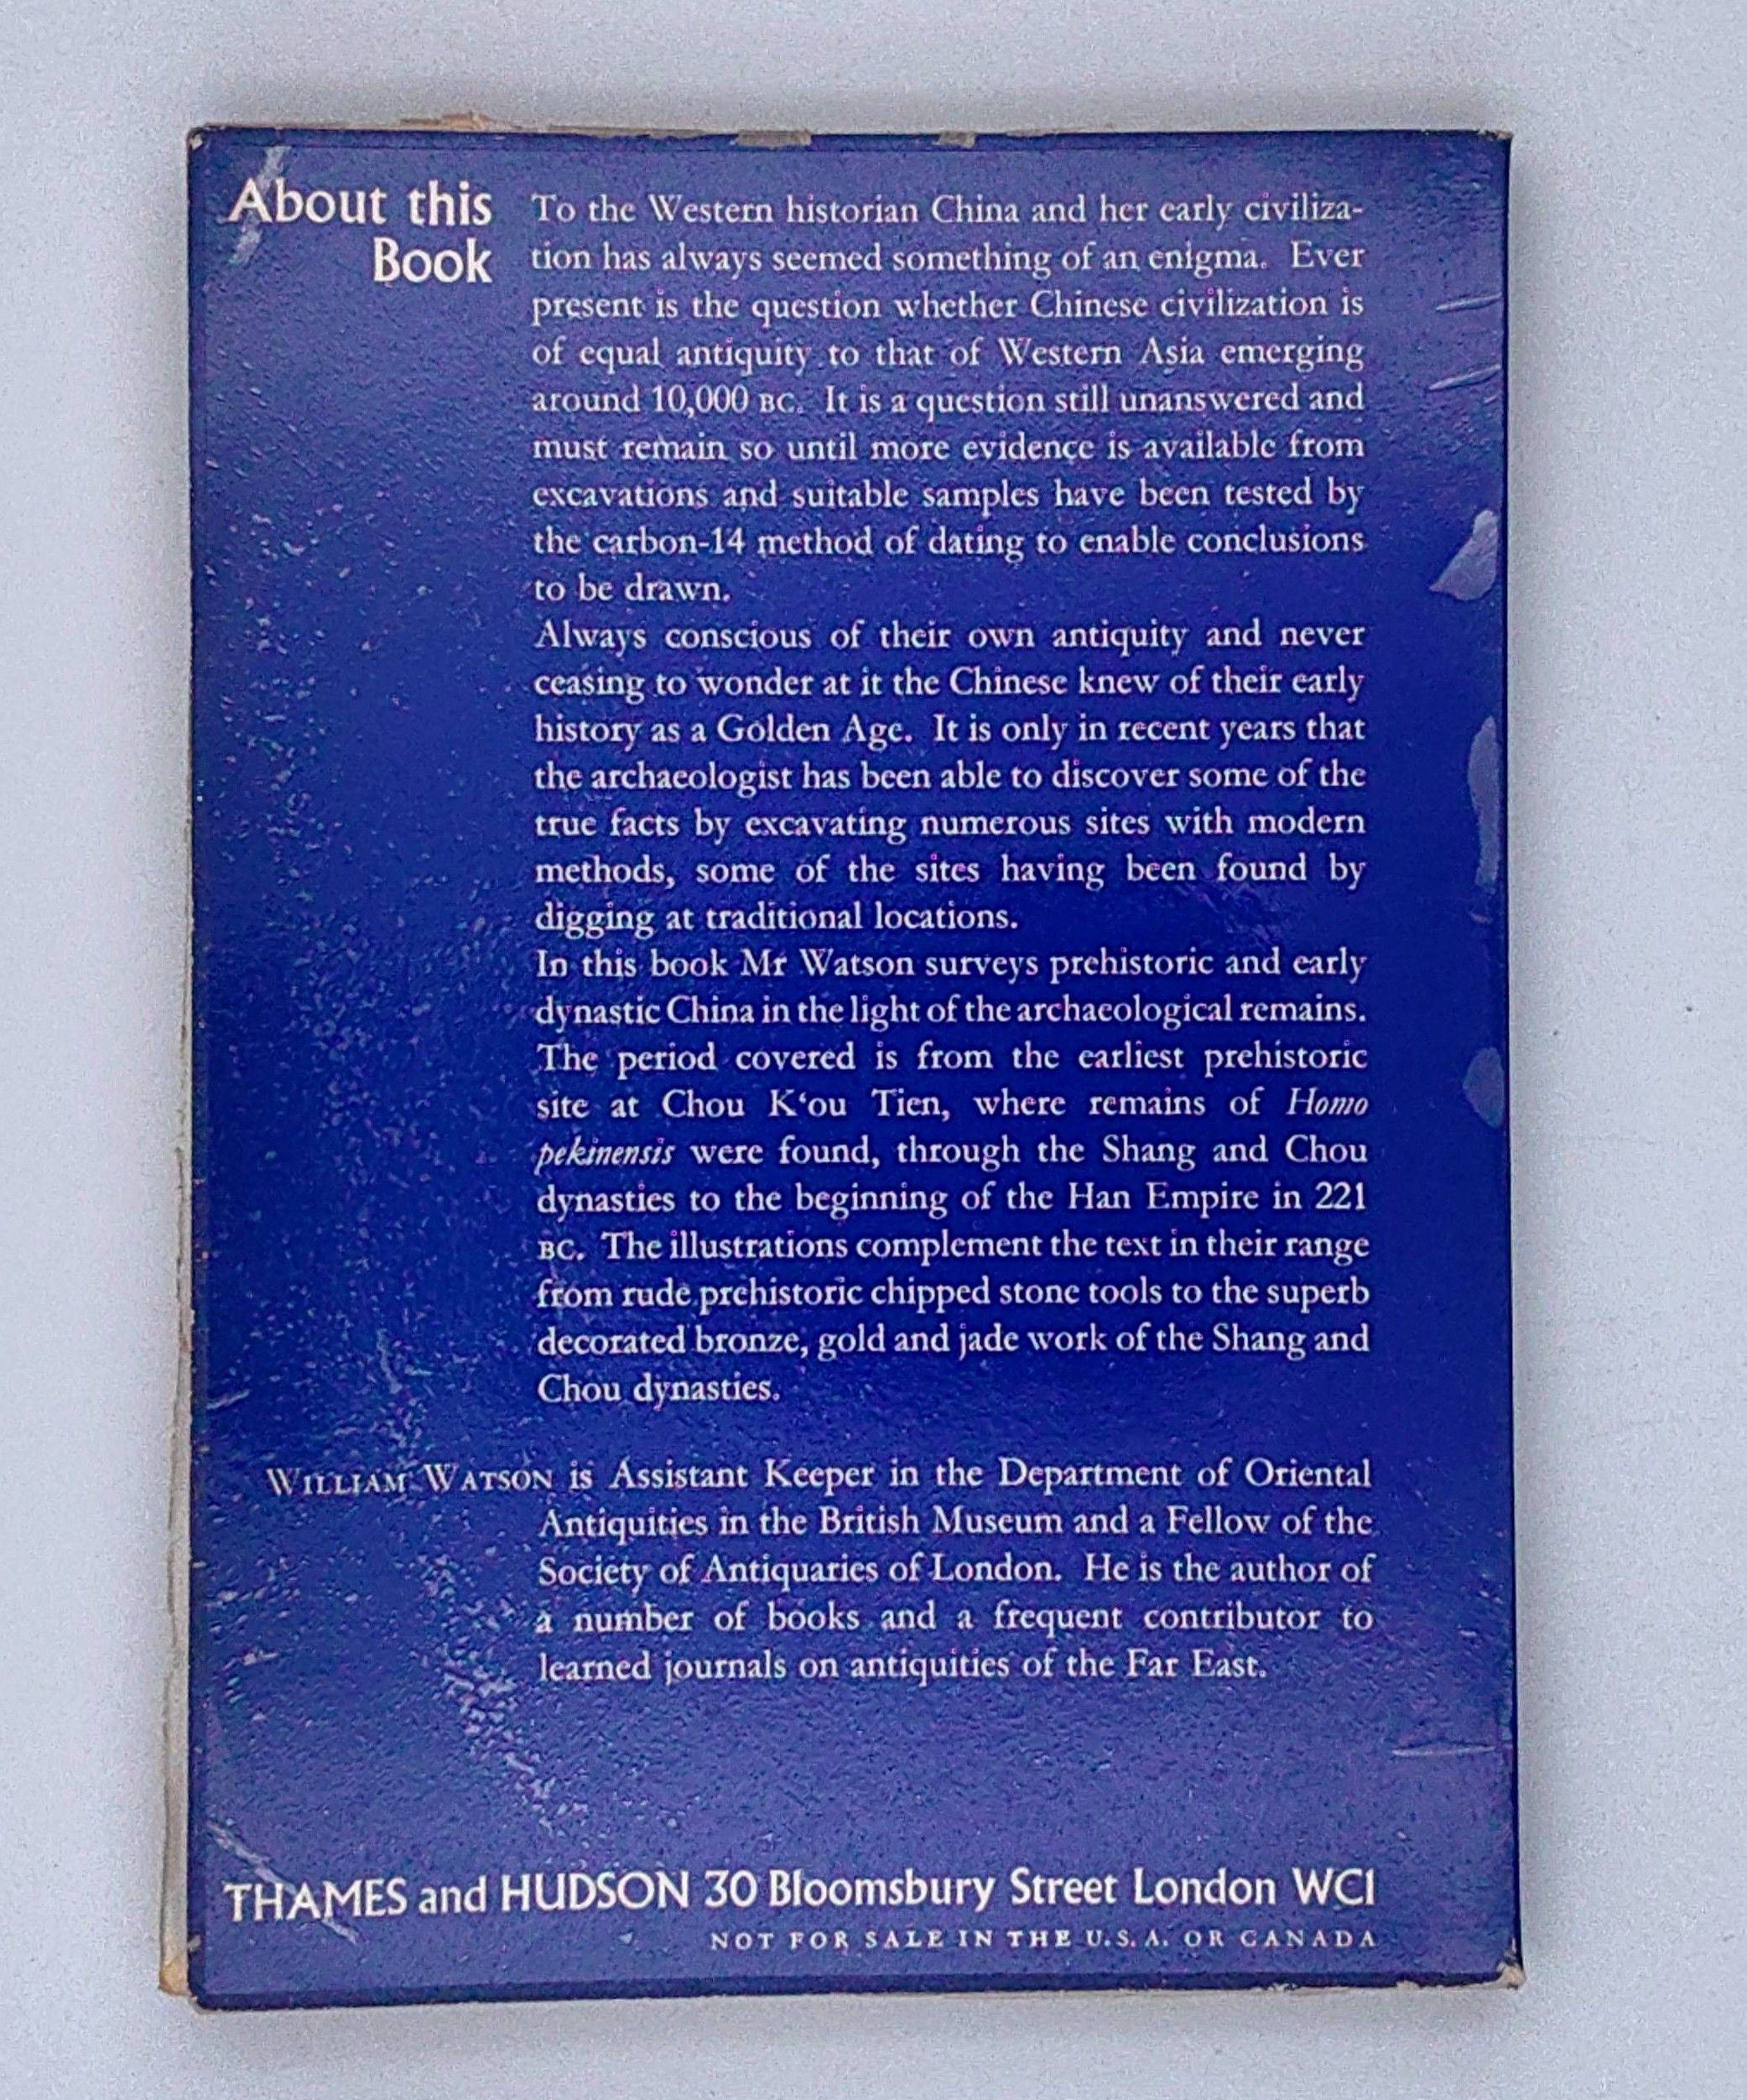 About this
Book
To the Western historian China and her early civiliza-
tion has always seemed something of an enigma. Ever
present is the question whether Chinese civilization is
of equal antiquity to that of Western Asia emerging
around 10,000 BC. It is a question still unanswered and
must remain so until more evidence is available from
excavations and suitable samples have been tested by
the carbon-14 method of dating to enable conclusions
to be drawn.
Always conscious of their own antiquity and never
ceasing to wonder at it the Chinese knew of their early
history as a Golden Age. It is only in recent years that
the archaeologist has been able to discover some of the
true facts by excavating numerous sites with modern
methods, some of the sites having been found by
digging at traditional locations.
In this book Mr Watson surveys prehistoric and early
dynastic China in the light of the archaeological remains.
The period covered is from the earliest prehistoric
site at Chou K‘ou Tien, where remains of Homo
pekinensis were found, through the Shang and Chou
dynasties to the beginning of the Han Empire in 221
BC. The illustrations complement the text in their range
from rude prehistoric chipped stone tools to the superb
decorated bronze, gold and jade work of the Shang and
Chou dynasties.
WILLIAM WATSON is Assistant Keeper in the Department of Oriental
Antiquities in the British Museum and a Fellow of the
Society of Antiquaries of London. He is the author of
a number of books and a frequent contributor to
learned journals on antiquities of the Far East.
THAMES and HUDSON 30 Bloomsbury Street London WC1
NOT FOR SALE IN THE U.S.A. OR CANADA